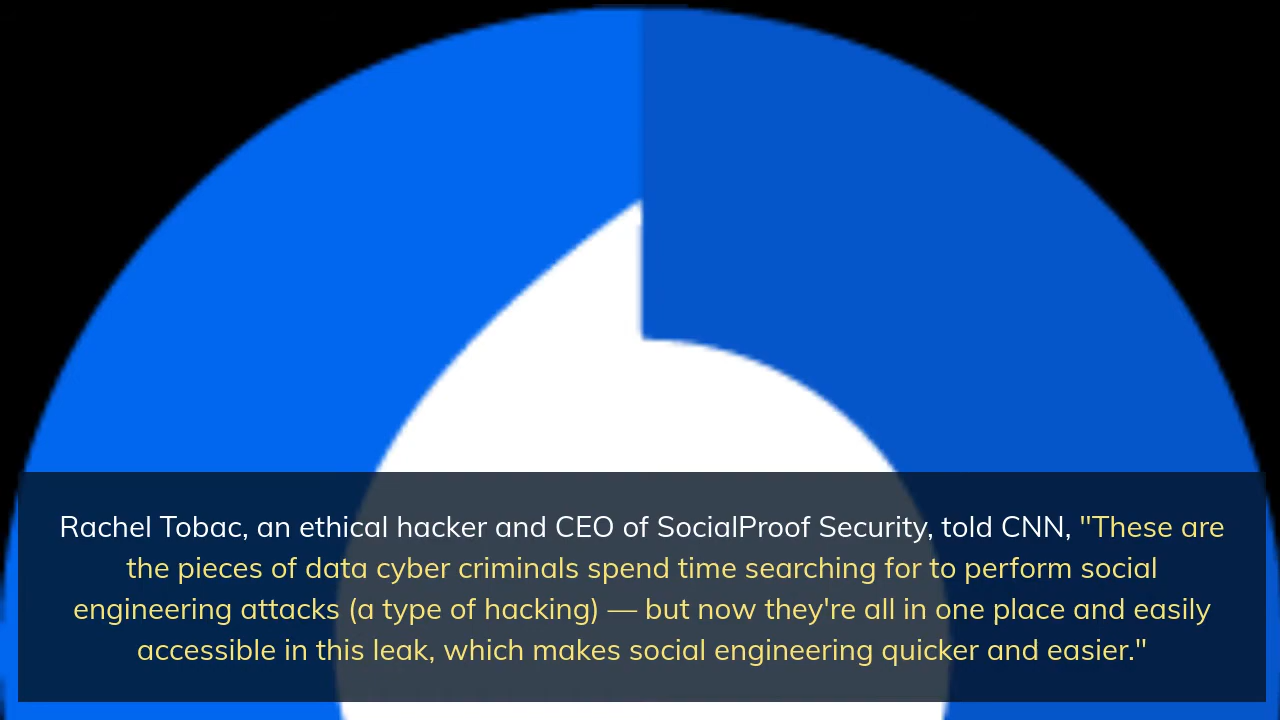 Rachel Tobac, an ethical hacker and CEO of SocialProof Security, told CNN, "These are
the pieces of data cyber criminals spend time searching for to perform social
engineering attacks (a type of hacking) — but now they're all in one place and easily
accessible in this leak, which makes social engineering quicker and easier."